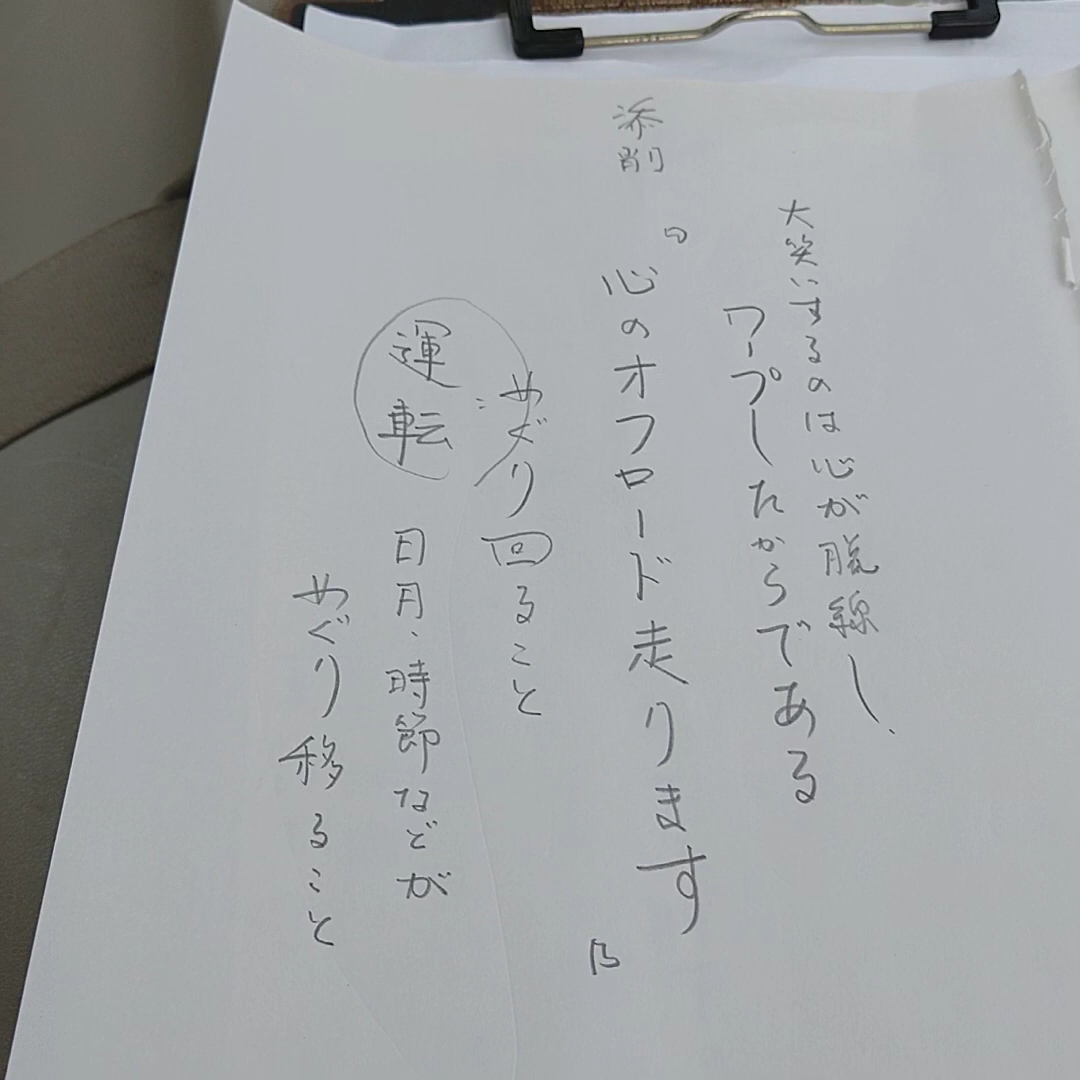 大笑いするのは心が脱線し、
ワープしたからである
添削
『心のオフロード走ります』
めぐり回ること
運転
日月、時節などが
めぐり移ること